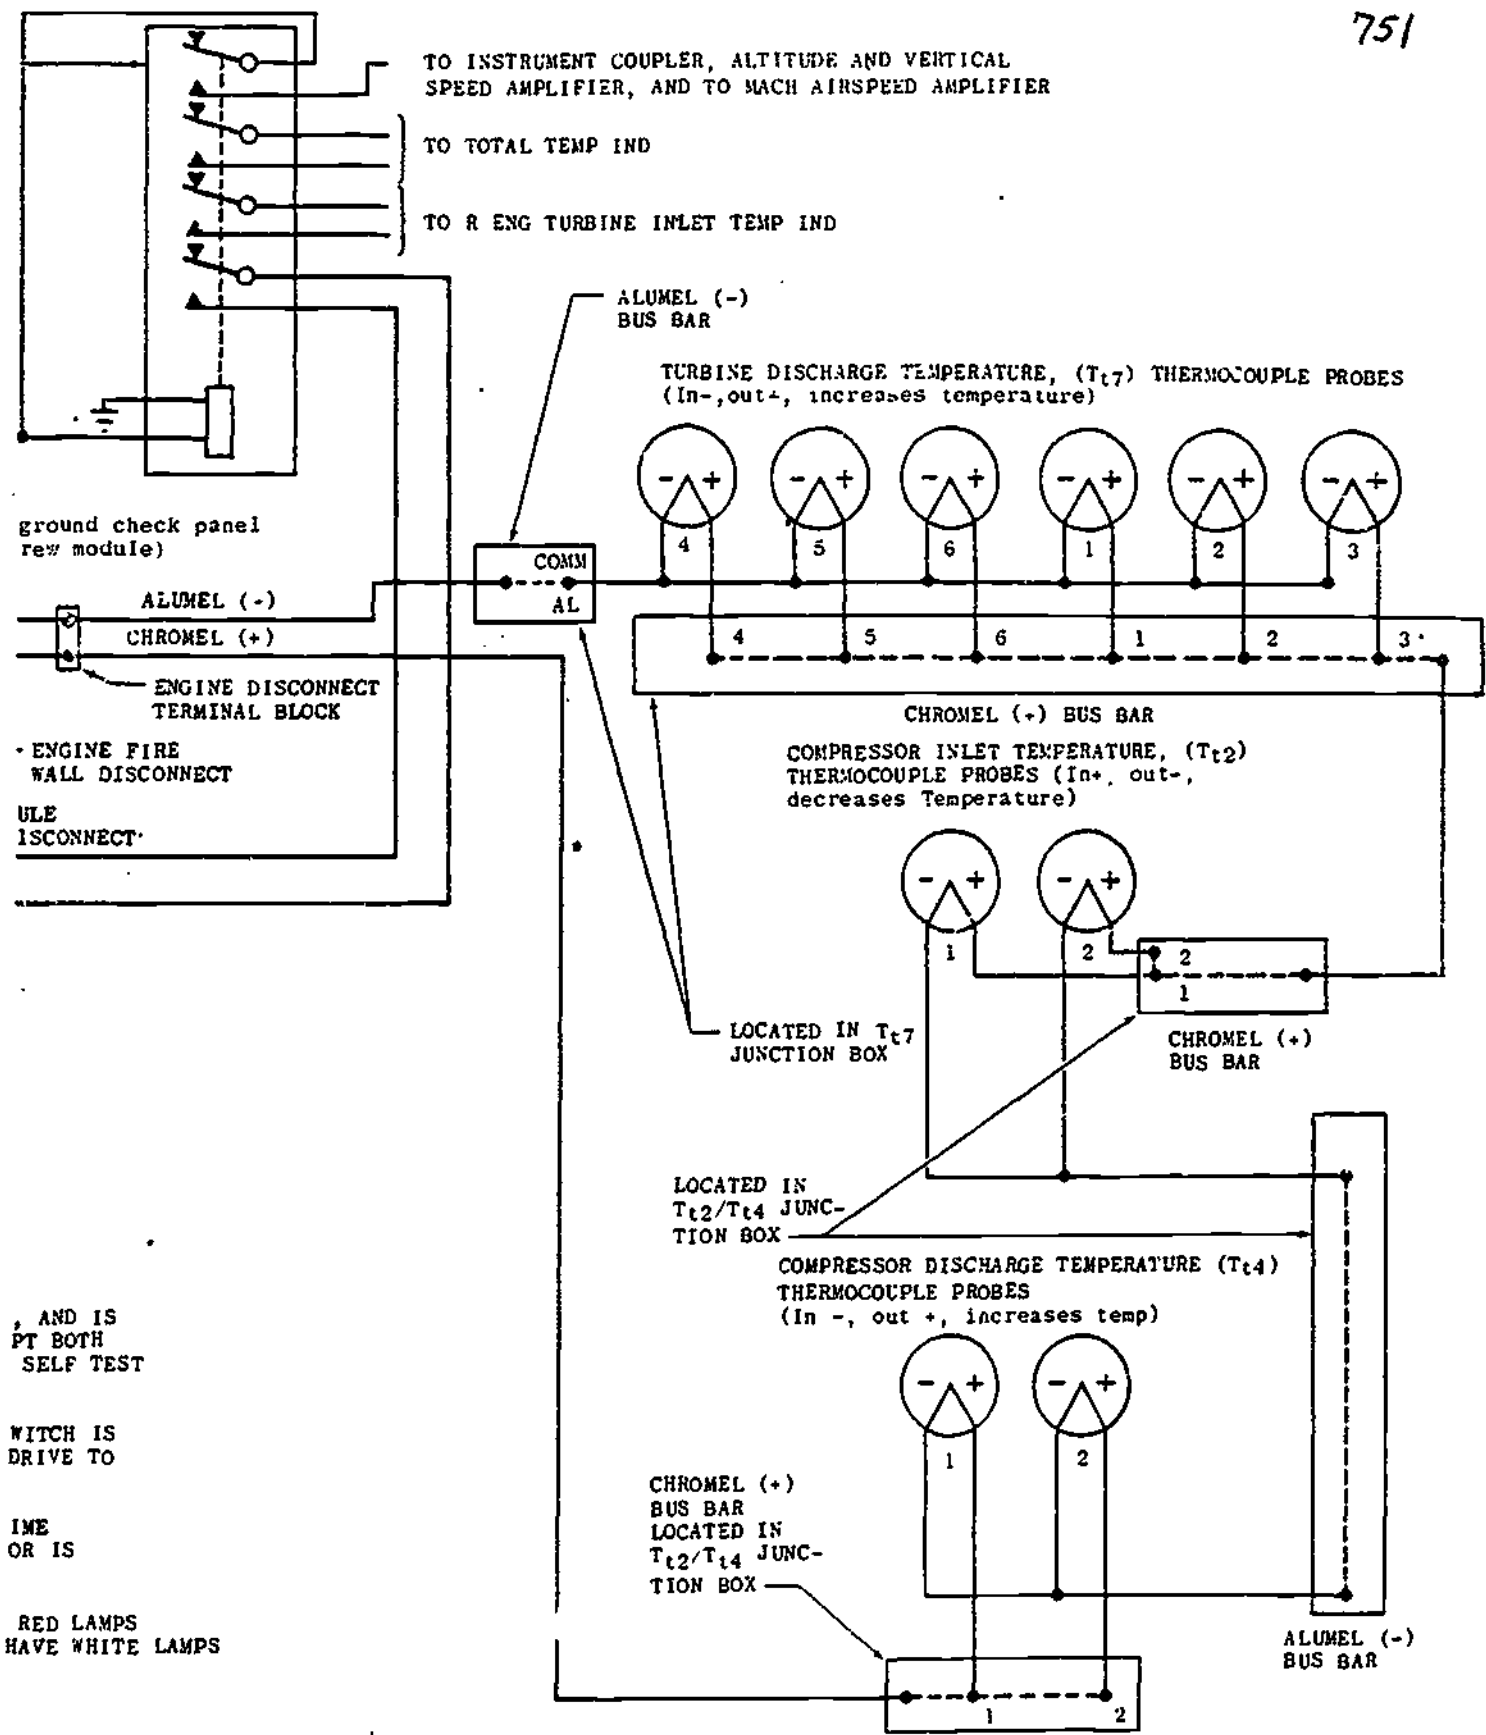 751
TO INSTRUMENT COUPLER, ALTITUDE AND VERTICAL
SPEED AMPLIFIER, AND TO MACH AIRSPEED AMPLIFIER
TO TOTAL TEMP IND
TO R ENG TURBINE INLET TEMP IND
ALUMEL (-)
BUS BAR
TURBINE DISCHARGE TEMPERATURE, (Tt7) THERMOCOUPLE PROBES
(In-,out+, increases temperature)
- + - + - + - + - + - +
4 5 6 1 2 3
ground check panel
rew module)
COMM
AL
ALUMEL (-)
CHROMEL (+)
4 5 6 1 2 3
ENGINE DISCONNECT
TERMINAL BLOCK
CHROMEL (+) BUS BAR
ENGINE FIRE
WALL DISCONNECT
ULE
ISCONNECT
COMPRESSOR INLET TEMPERATURE, (Tt2)
THERMOCOUPLE PROBES (In+, out-,
decreases Temperature)
- + - +
1 2
2
1
CHROMEL (+)
BUS BAR
LOCATED IN Tt7
JUNCTION BOX
LOCATED IN
Tt2/Tt4 JUNC-
TION BOX
COMPRESSOR DISCHARGE TEMPERATURE (Tt4)
THERMOCOUPLE PROBES
(In -, out +, increases temp)
- + - +
1 2
, AND IS
PT BOTH
SELF TEST
WITCH IS
DRIVE TO
IME
OR IS
RED LAMPS
HAVE WHITE LAMPS
CHROMEL (+)
BUS BAR
LOCATED IN
Tt2/Tt4 JUNC-
TION BOX
ALUMEL (-)
BUS BAR
1 2